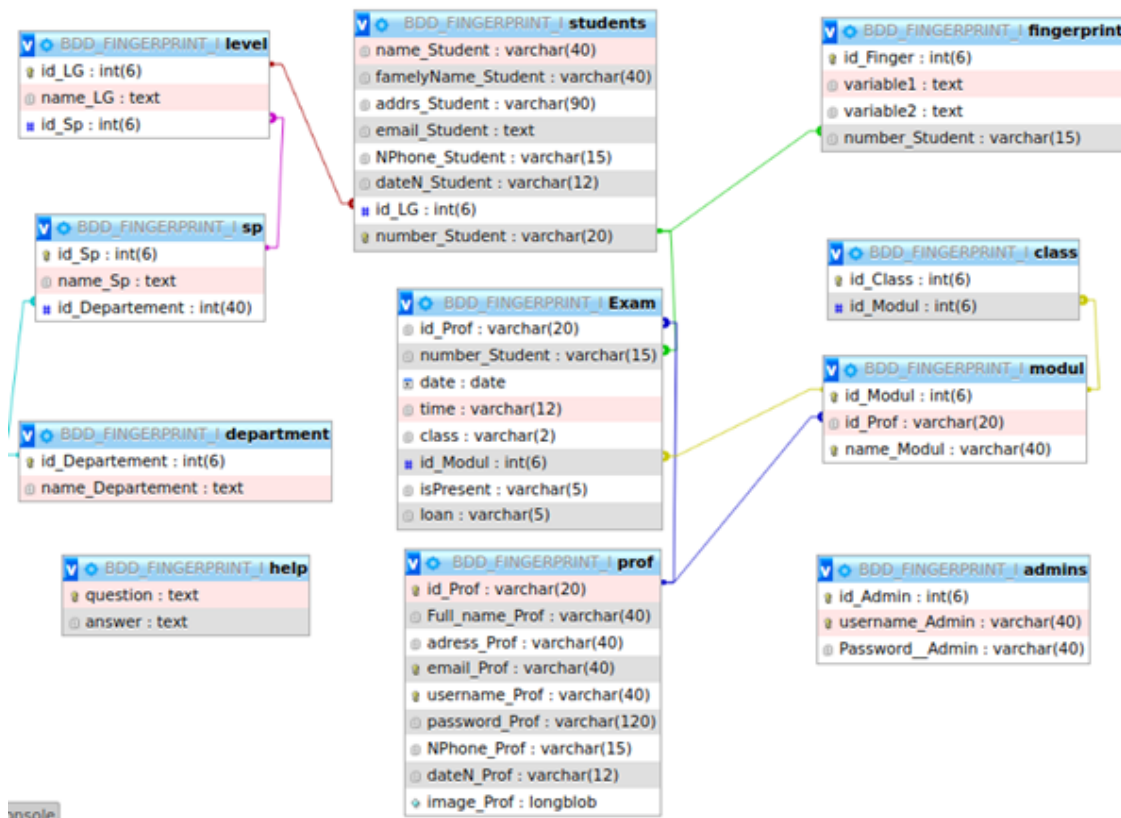 BDD_FINGERPRINT_I level
id_LG : int(6)
name_LG : text
id_Sp : int(6)
BDD_FINGERPRINT_I students
name_Student : varchar(40)
famelyName_Student : varchar(40)
addrs_Student : varchar(90)
email_Student : text
NPhone_Student : varchar(15)
dateN_Student : varchar(12)
id_LG : int(6)
number_Student : varchar(20)
BDD_FINGERPRINT_I fingerprint
id_Finger : int(6)
variable1 : text
variable2 : text
number_Student : varchar(15)
BDD_FINGERPRINT_I sp
id_Sp : int(6)
name_Sp : text
id_Departement : int(40)
BDD_FINGERPRINT_I Exam
id_Prof : varchar(20)
number_Student : varchar(15)
date : date
time : varchar(12)
class : varchar(2)
id_Modul : int(6)
isPresent : varchar(5)
loan : varchar(5)
BDD_FINGERPRINT_I class
id_Class : int(6)
id_Modul : int(6)
BDD_FINGERPRINT_I modul
id_Modul : int(6)
id_Prof : varchar(20)
name_Modul : varchar(40)
BDD_FINGERPRINT_I department
id_Departement : int(6)
name_Departement : text
BDD_FINGERPRINT_I help
question : text
answer : text
BDD_FINGERPRINT_I prof
id_Prof : varchar(20)
Full_name_Prof : varchar(40)
adress_Prof : varchar(40)
email_Prof : varchar(40)
username_Prof : varchar(40)
password_Prof : varchar(120)
NPhone_Prof : varchar(15)
dateN_Prof : varchar(12)
image_Prof : longblob
BDD_FINGERPRINT_I admins
id_Admin : int(6)
username_Admin : varchar(40)
Password__Admin : varchar(40)